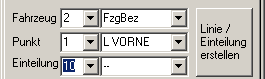 Fahrzeug 2 FzgBez
Punkt 1 L VORNE
Einteilung 10 --
Linie /
Einteilung
erstellen